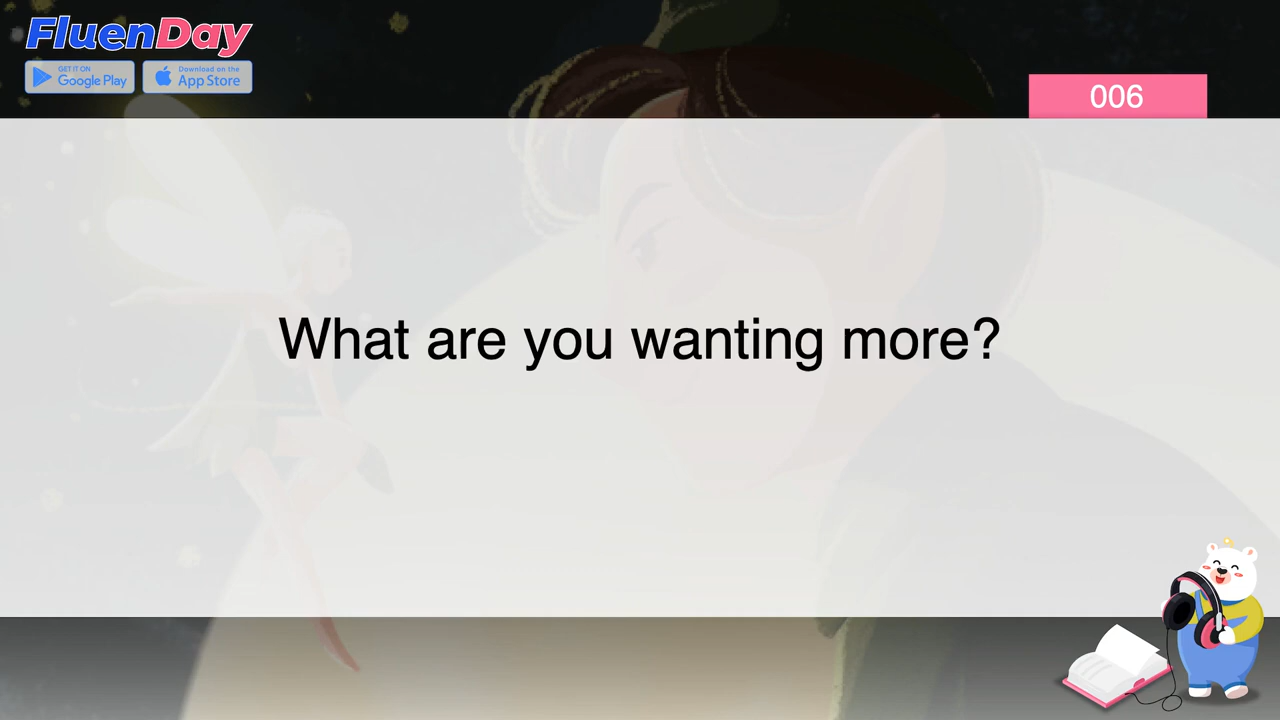 FluenDay
GET IT ON
Google Play
Download on the
App Store
006
What are you wanting more?